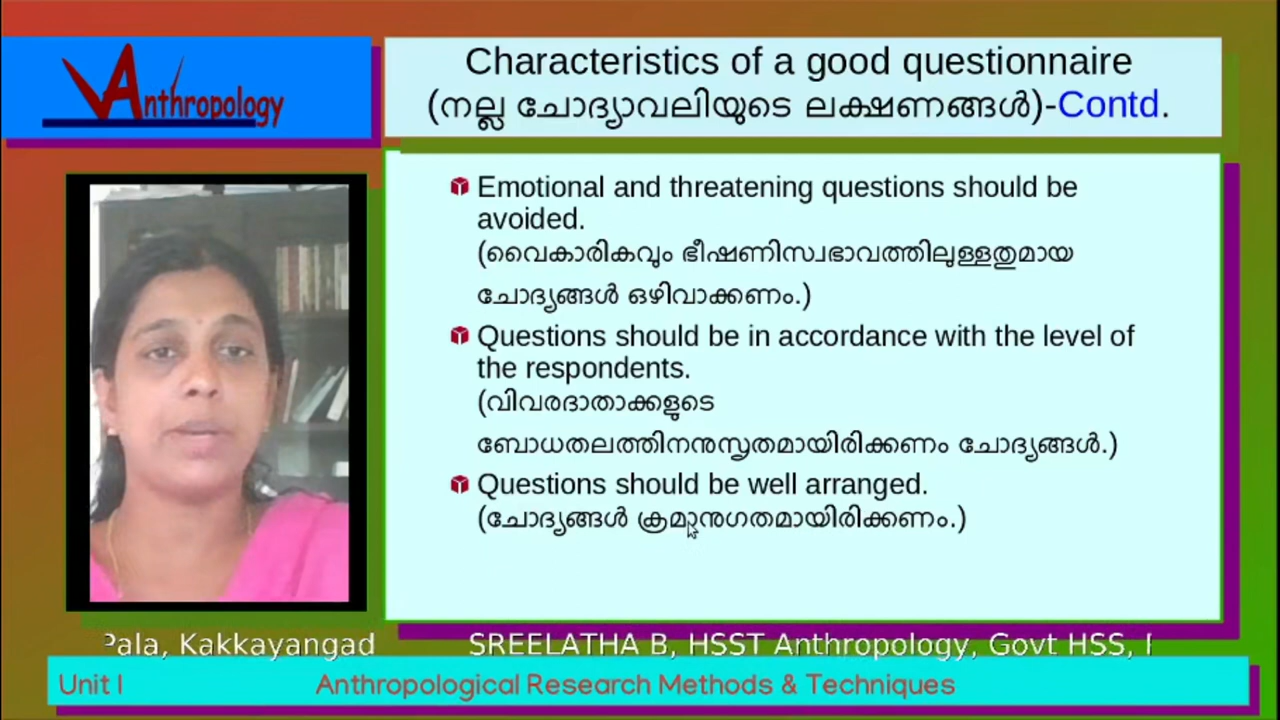 Anthropology
Characteristics of a good questionnaire
(നല്ല ചോദ്യാവലിയുടെ ലക്ഷണങ്ങൾ)-Contd.
Emotional and threatening questions should be
avoided.
(വൈകാരികവും ഭീഷണിസ്വഭാവത്തിലുള്ളതുമായ
ചോദ്യങ്ങൾ ഒഴിവാക്കണം.)
Questions should be in accordance with the level of
the respondents.
(വിവരദാതാക്കളുടെ
ബോധതലത്തിനനുസൃതമായിരിക്കണം ചോദ്യങ്ങൾ.)
Questions should be well arranged.
(ചോദ്യങ്ങൾ ക്രമാനുഗതമായിരിക്കണം.)
Pala, Kakkayangad SREELATHA B, HSST Anthropology, Govt HSS,
Unit I Anthropological Research Methods & Techniques